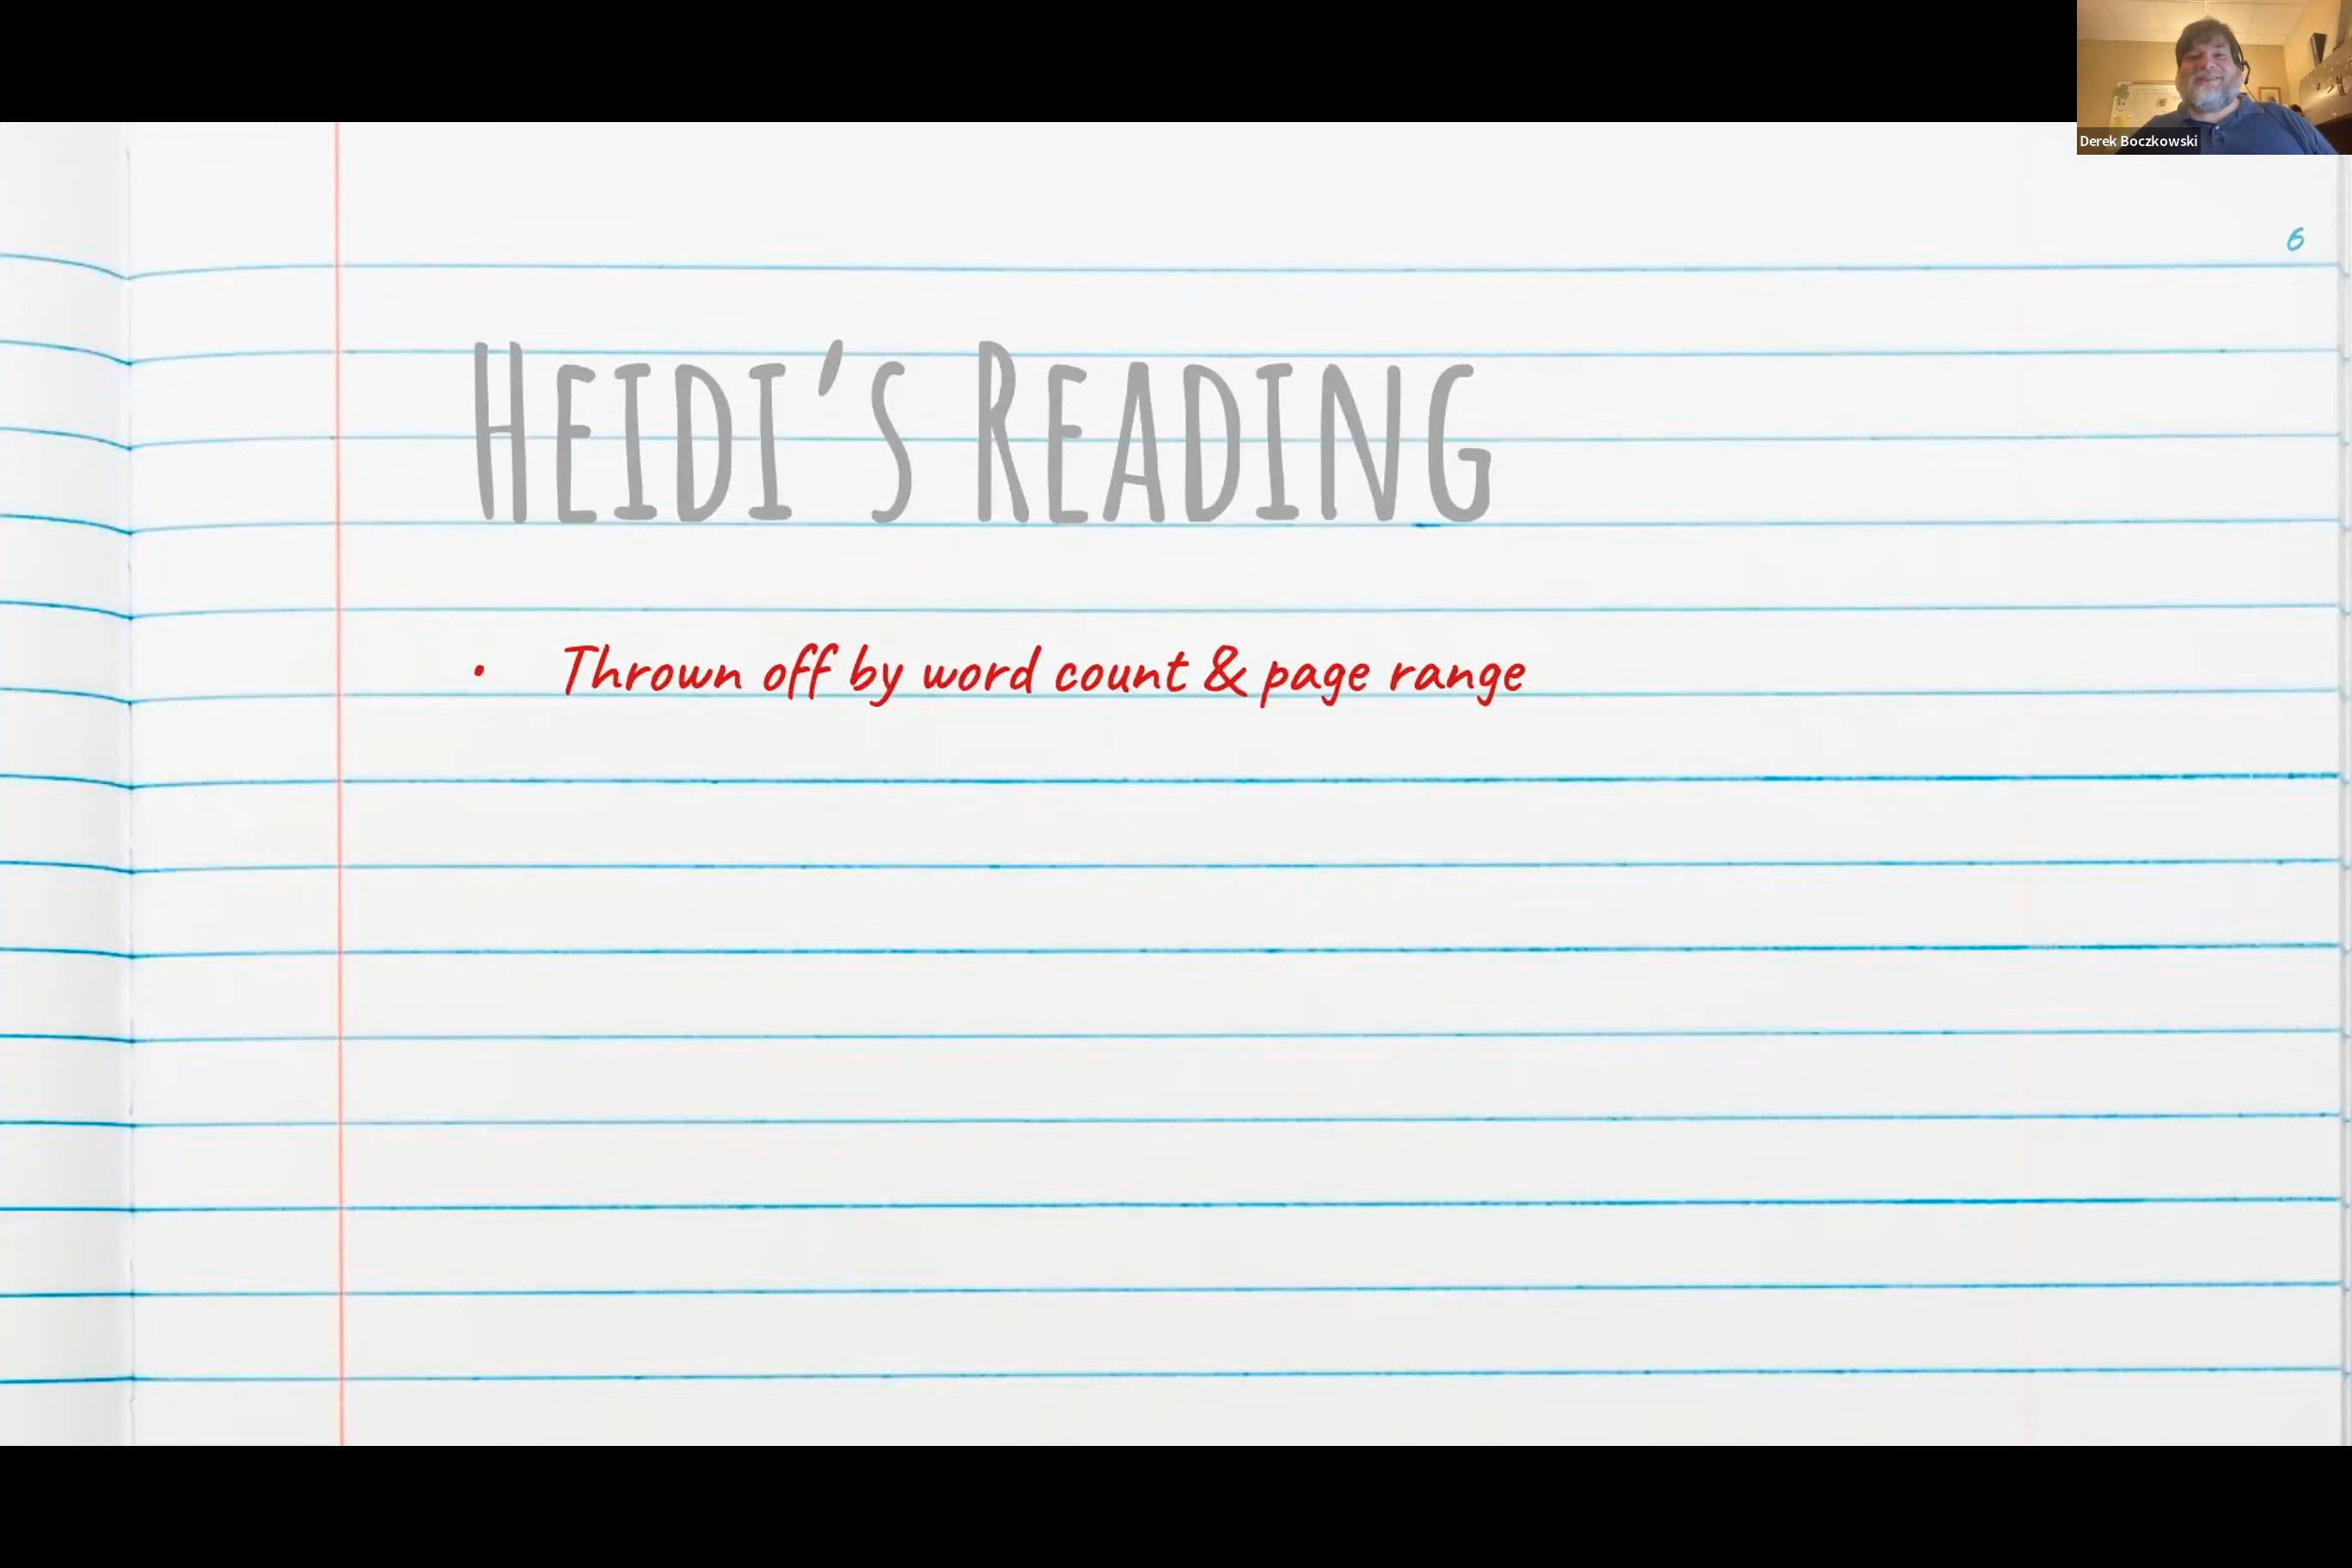 Derek Boczkowski
6
HEIDI'S READING
• Thrown off by word count & page range